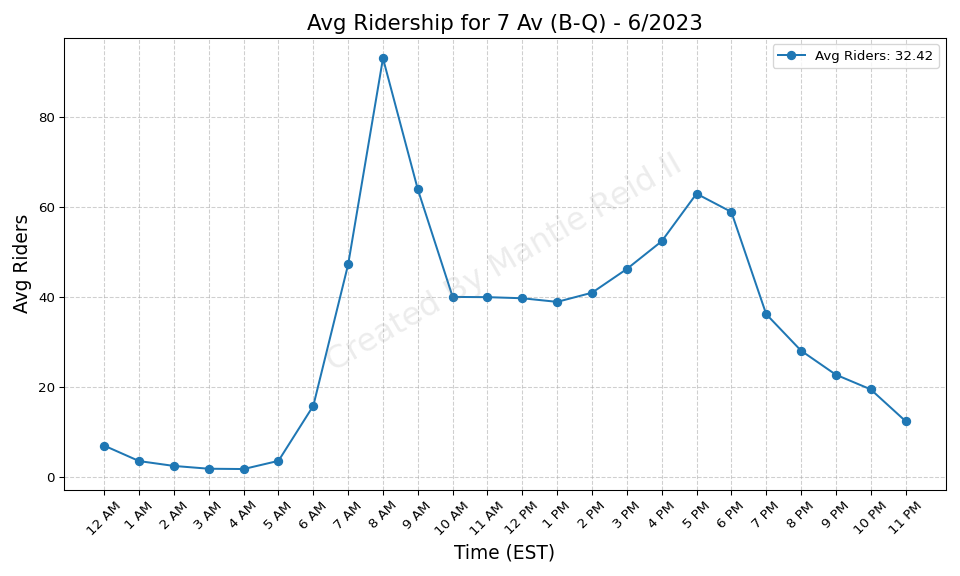 Avg Ridership for 7 Av (B-Q) - 6/2023
Avg Riders: 32.42
Avg Riders
80
60
40
20
0
Created By Mantie Reid II
12 AM
1 AM
2 AM
3 AM
4 AM
5 AM
6 AM
7 AM
8 AM
9 AM
10 AM
11 AM
12 PM
1 PM
2 PM
3 PM
4 PM
5 PM
6 PM
7 PM
8 PM
9 PM
10 PM
11 PM
Time (EST)